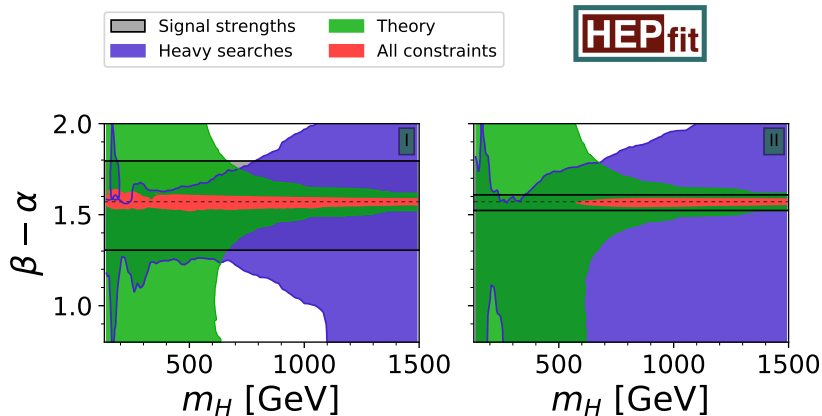 Signal strengths
Theory
Heavy searches
All constraints
HEPfit
2.0
1.5
1.0
β − α
I
II
500
1000
1500
500
1000
1500
m_H [GeV]
m_H [GeV]